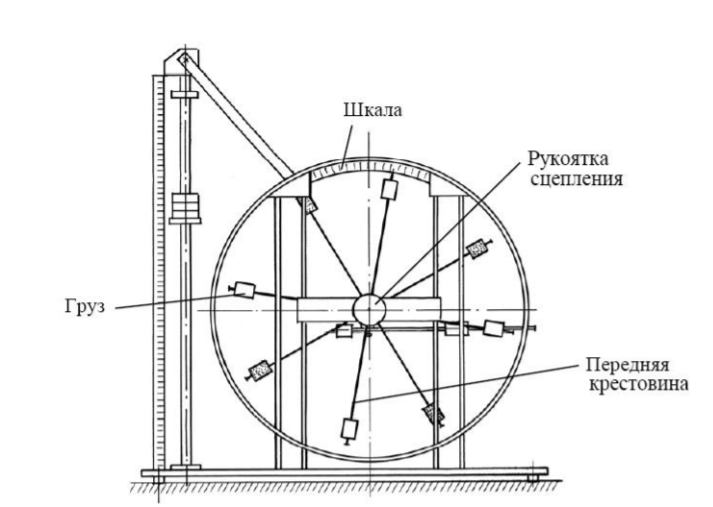 Шкала
Рукоятка
сцепления
Груз
Передняя
крестовина